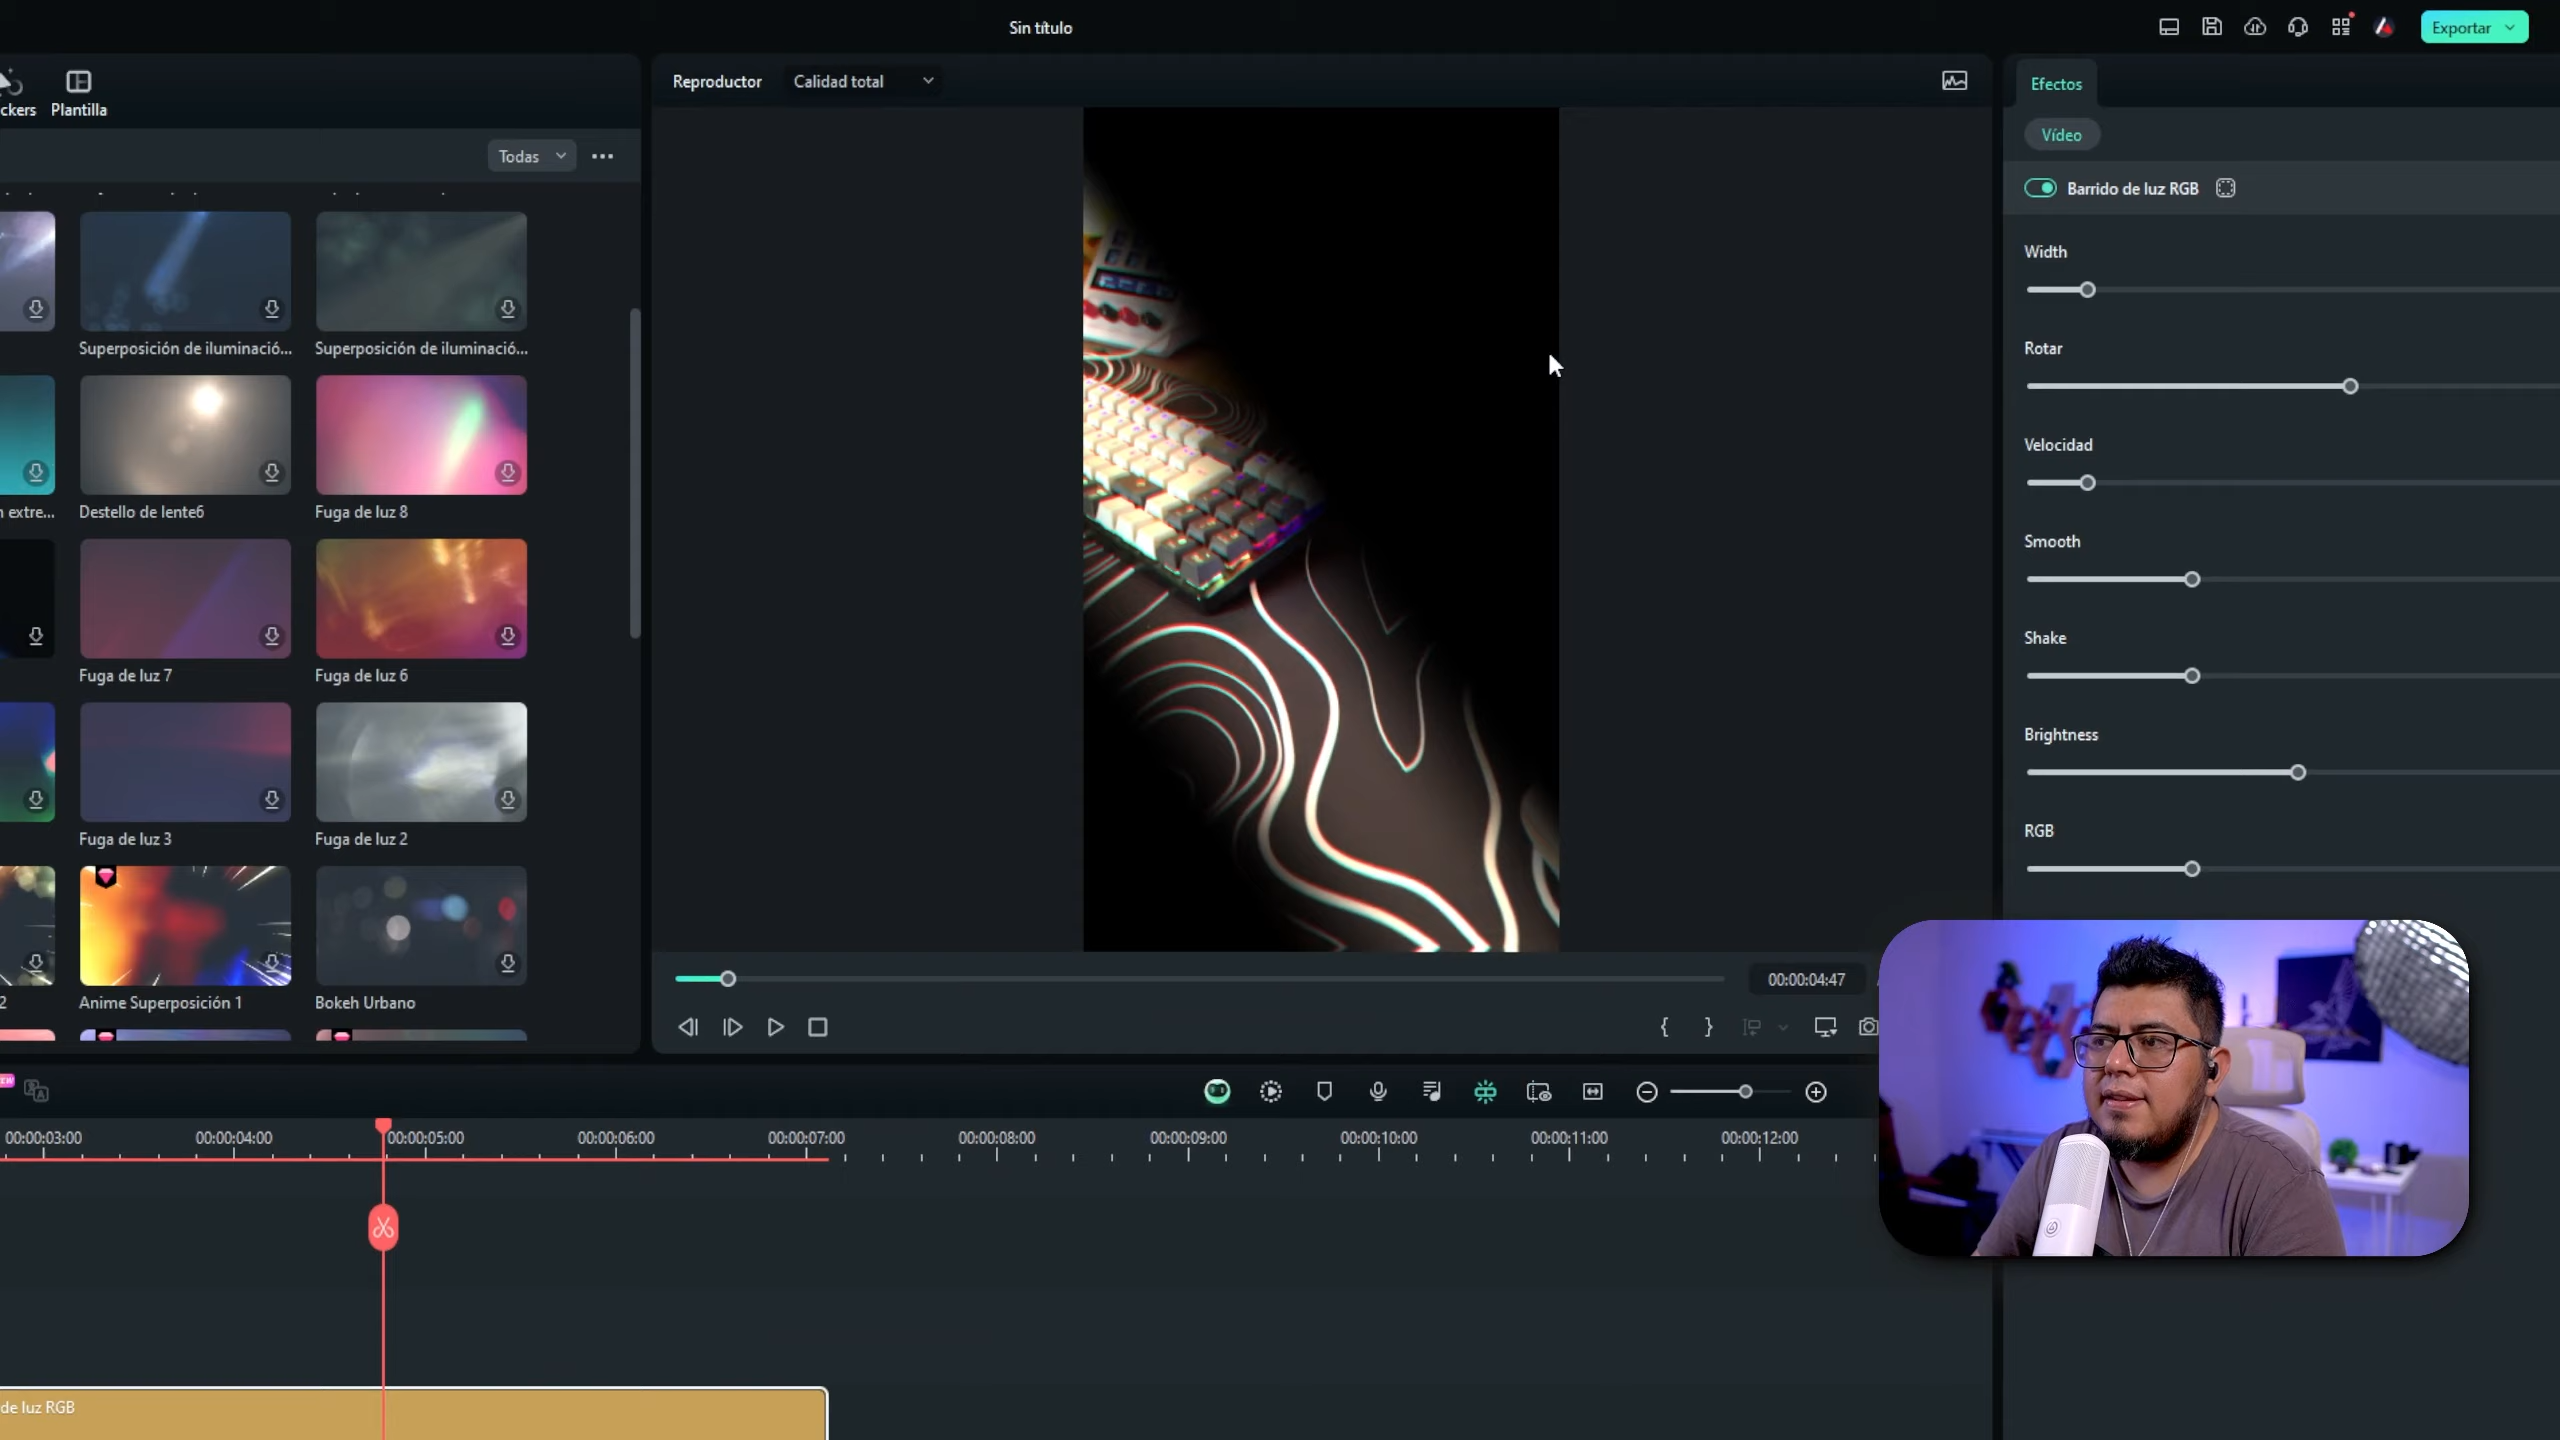 Sin título
Exportar
ckers
Plantilla
Reproductor
Calidad total
Efectos
Vídeo
Todas
Barrido de luz RGB
Width
Rotar
Velocidad
Smooth
Shake
Brightness
RGB
Superposición de iluminació...
Superposición de iluminació...
n extre...
Destello de lente6
Fuga de luz 8
Fuga de luz 7
Fuga de luz 6
Fuga de luz 3
Fuga de luz 2
2
Anime Superposición 1
Bokeh Urbano
00:00:04:47
00:00:03:00
00:00:04:00
00:00:05:00
00:00:06:00
00:00:07:00
00:00:08:00
00:00:09:00
00:00:10:00
00:00:11:00
00:00:12:00
de luz RGB